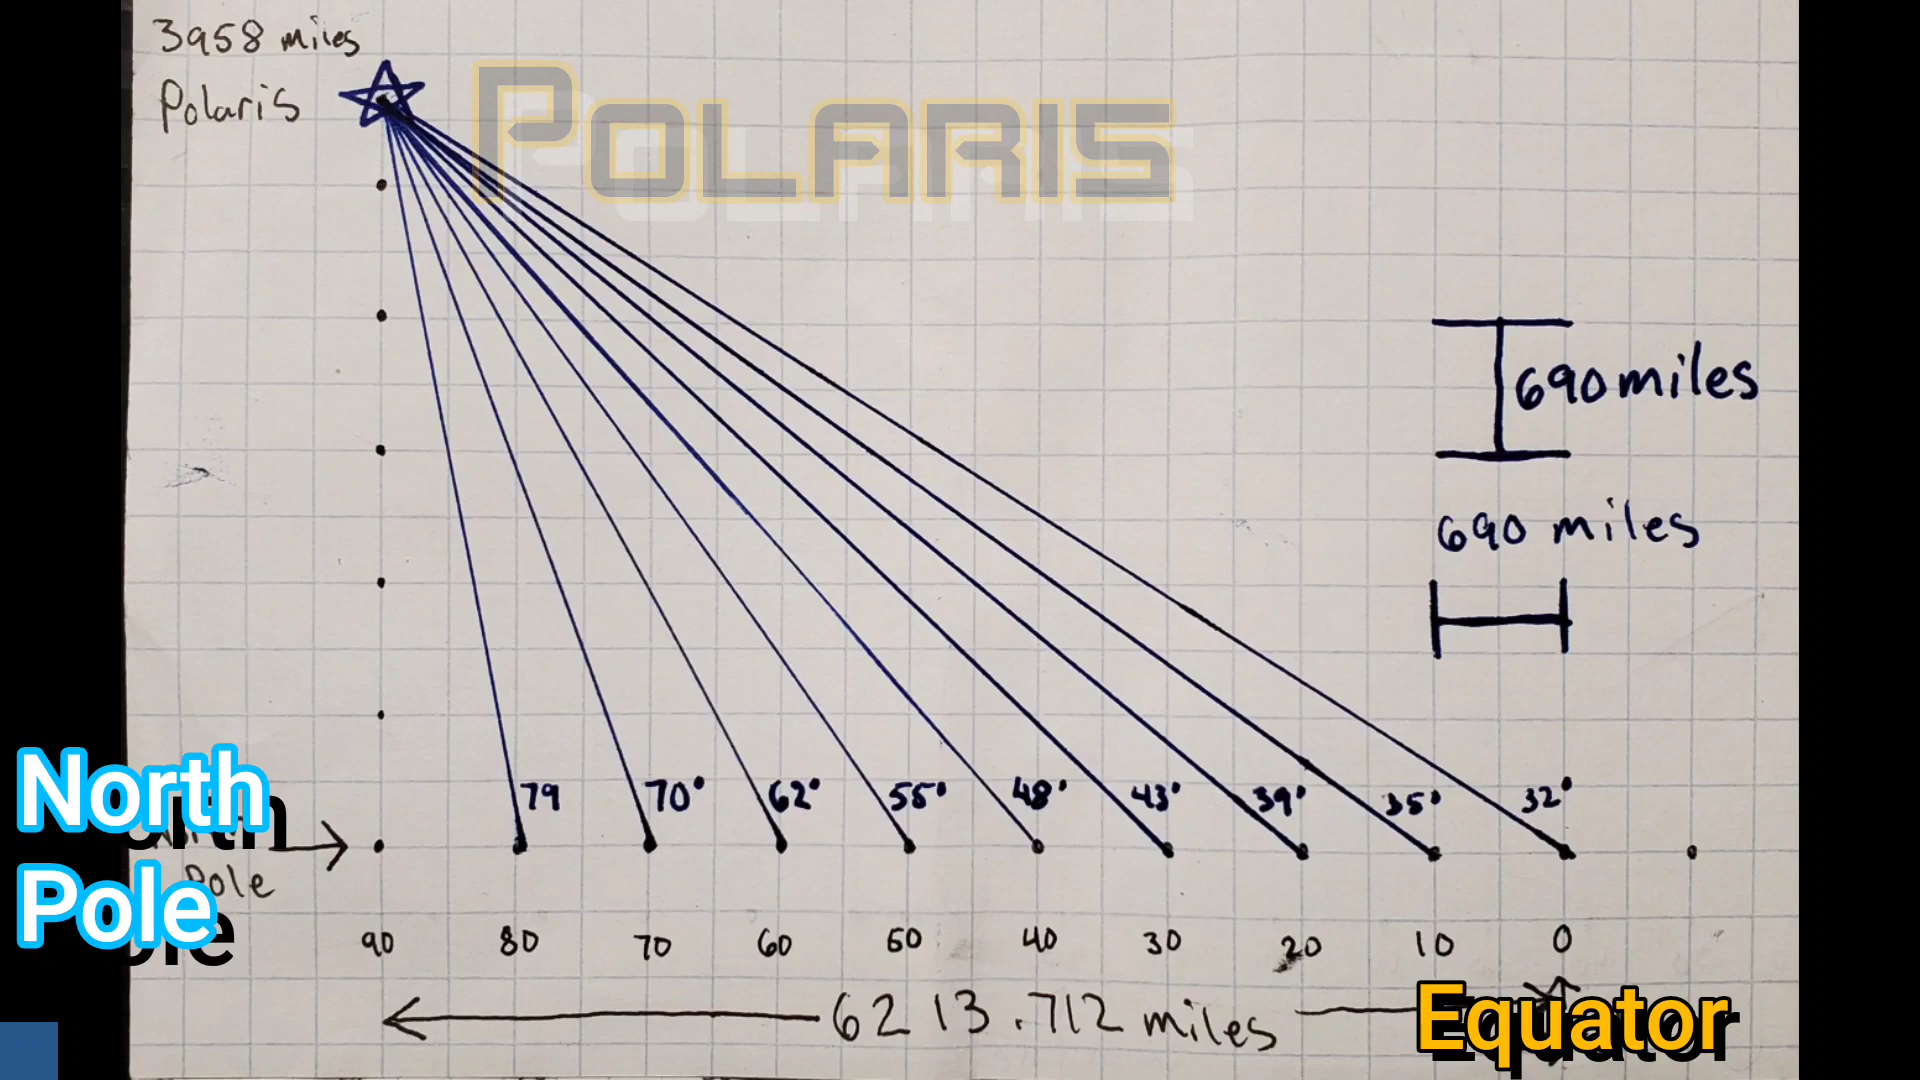 3958 miles
Polaris
POLARIS
690 miles
690 miles
79 70° 62° 55° 48° 43° 39° 35° 32°
North
Pole
Pole
90 80 70 60 50 40 30 20 10 0
6213.712 miles
Equator